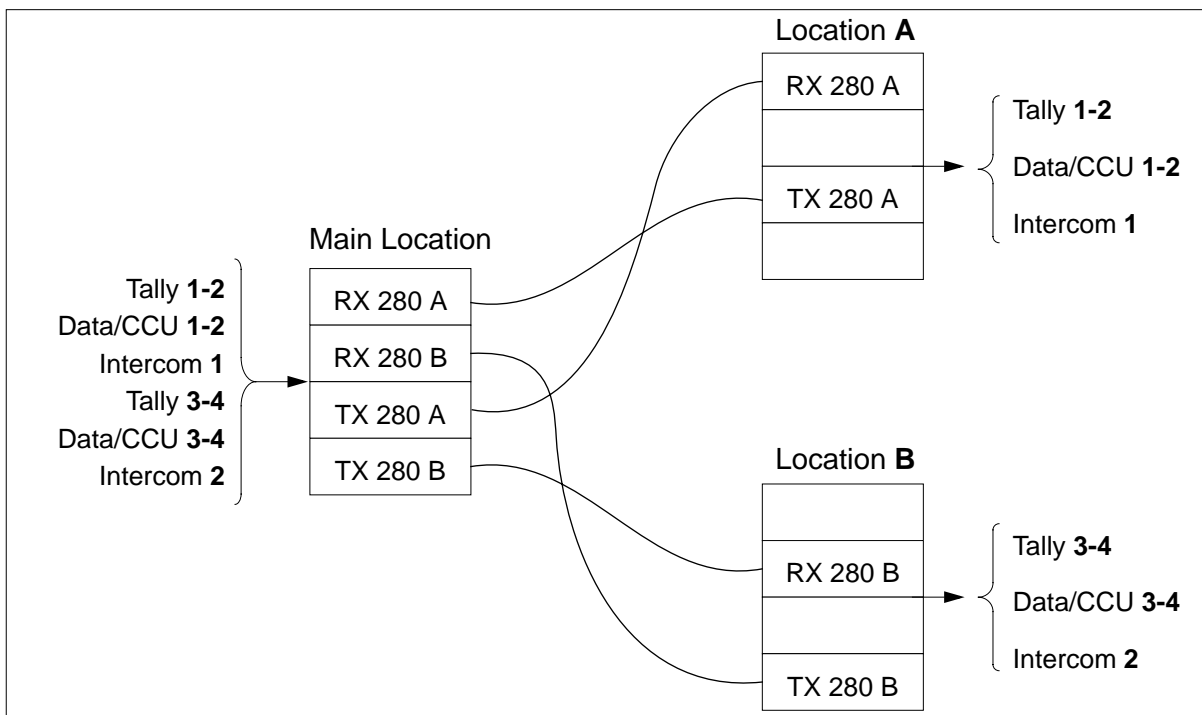 Location A
RX 280 A
TX 280 A
Tally 1-2
Data/CCU 1-2
Intercom 1
Main Location
RX 280 A
RX 280 B
TX 280 A
TX 280 B
Tally 1-2
Data/CCU 1-2
Intercom 1
Tally 3-4
Data/CCU 3-4
Intercom 2
Location B
RX 280 B
TX 280 B
Tally 3-4
Data/CCU 3-4
Intercom 2